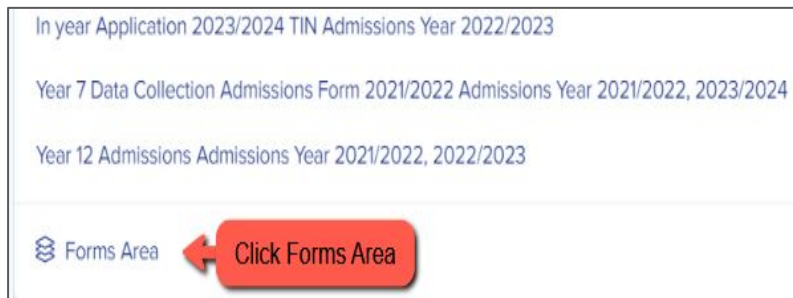 In year Application 2023/2024 TIN Admissions Year 2022/2023
Year 7 Data Collection Admissions Form 2021/2022 Admissions Year 2021/2022, 2023/2024
Year 12 Admissions Admissions Year 2021/2022, 2022/2023
Forms Area Click Forms Area